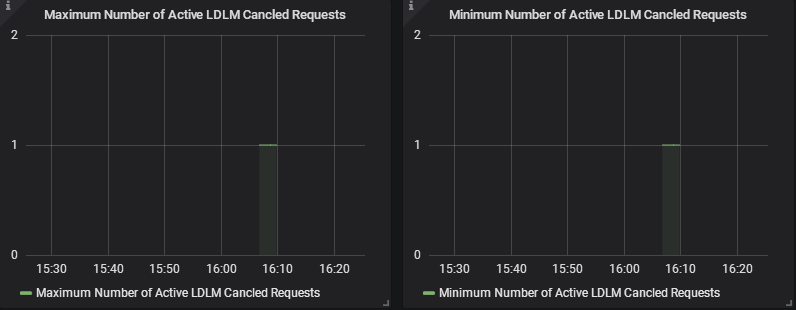 Maximum Number of Active LDLM Cancled Requests
2
1
0
15:30 15:40 15:50 16:00 16:10 16:20
Maximum Number of Active LDLM Cancled Requests
Minimum Number of Active LDLM Cancled Requests
2
1
0
15:30 15:40 15:50 16:00 16:10 16:20
Minimum Number of Active LDLM Cancled Requests